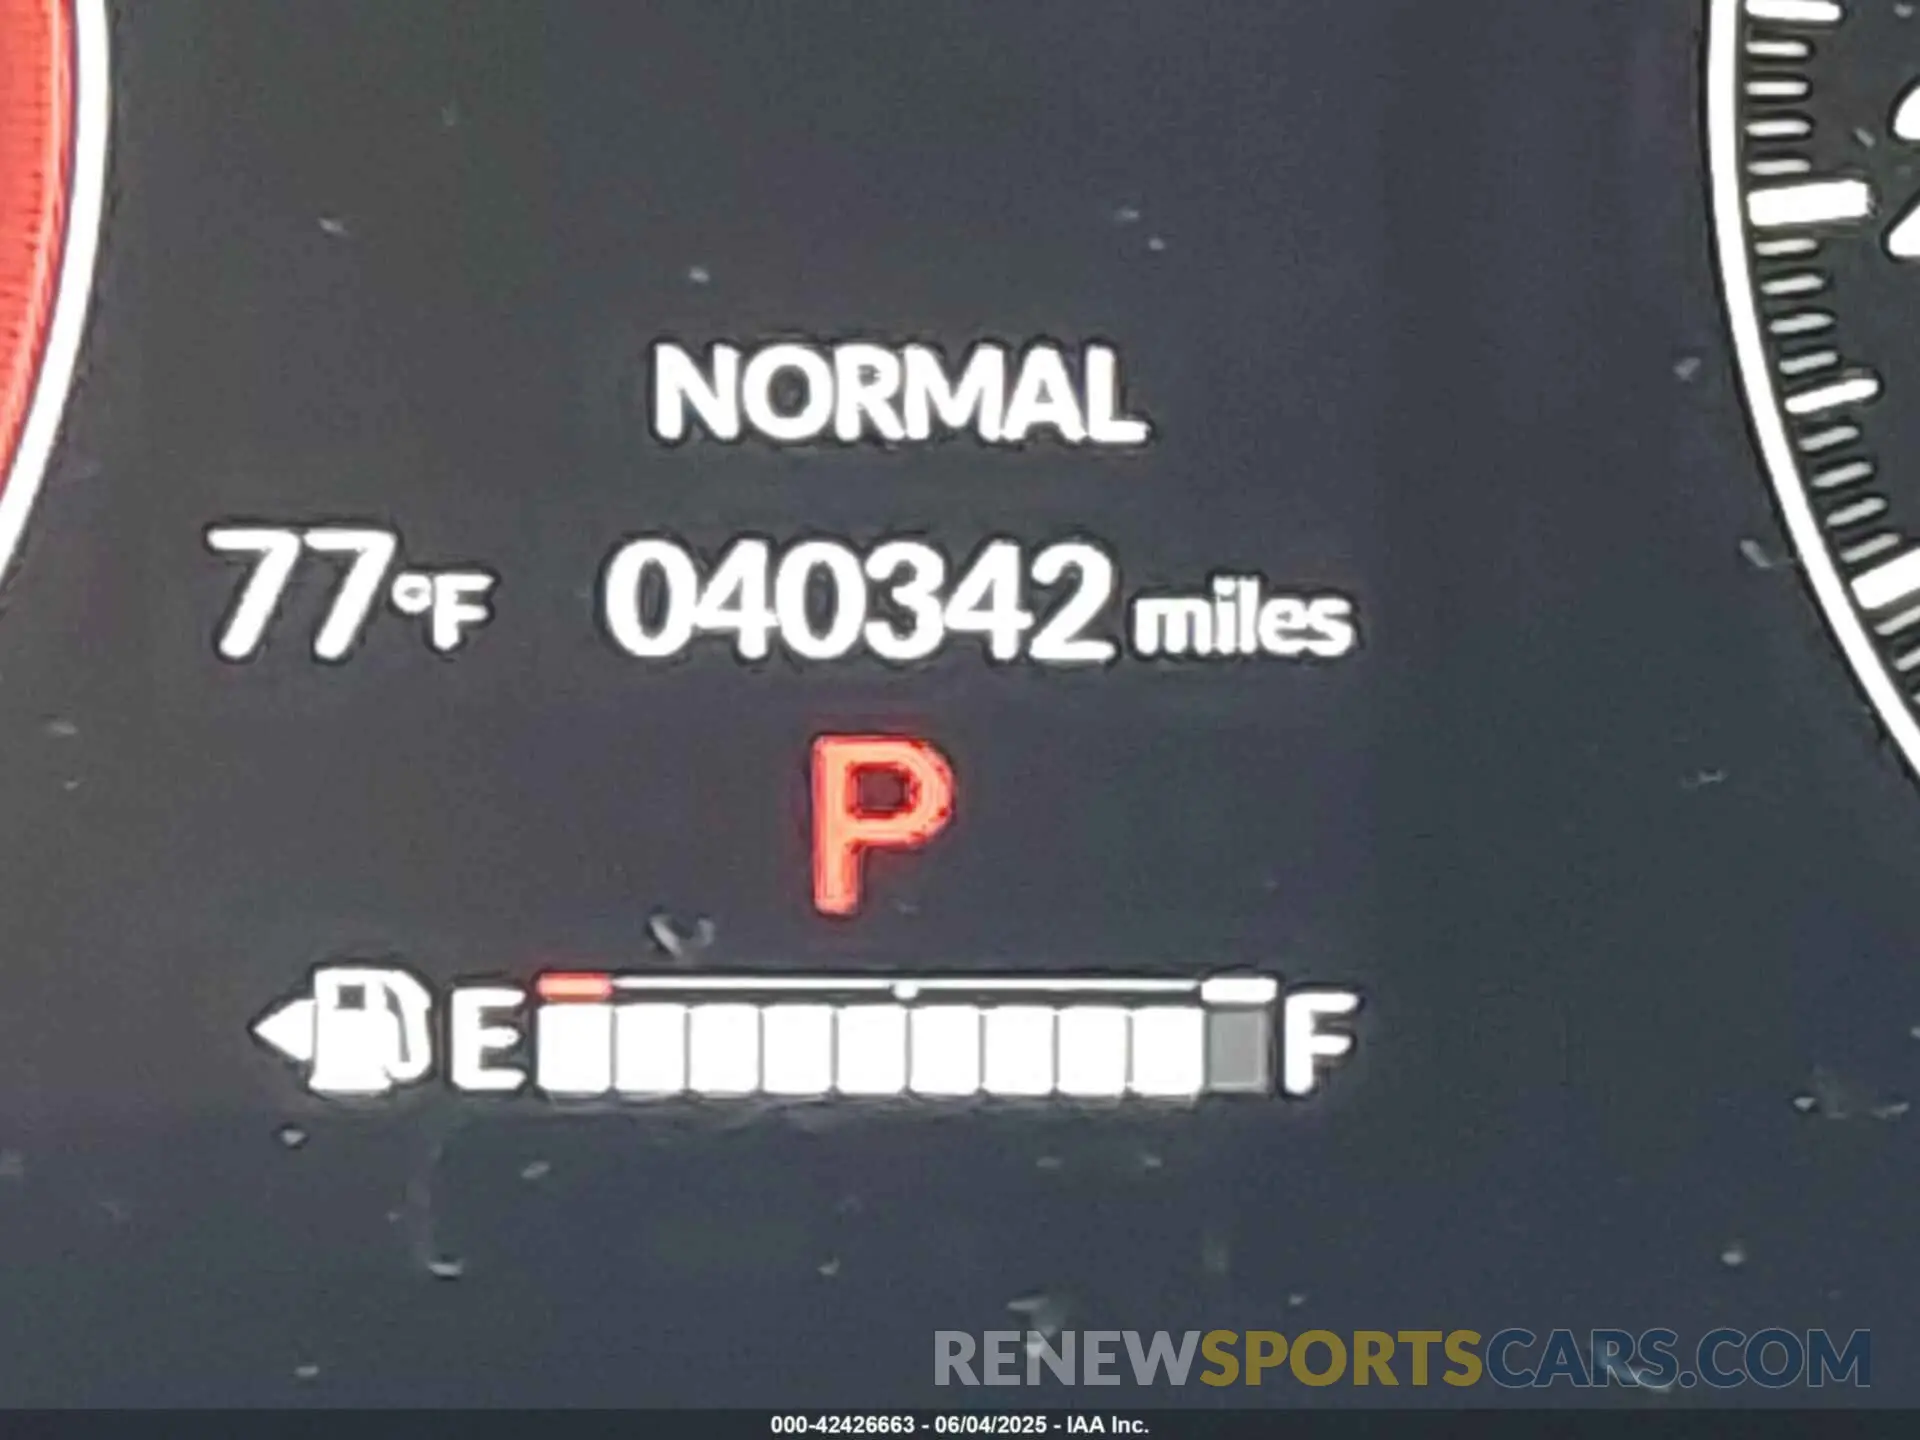 NORMAL
77°F 040342 miles
P
E F
RENEWSPORTSCARS.COM
000-42426663 - 06/04/2025 - IAA Inc.